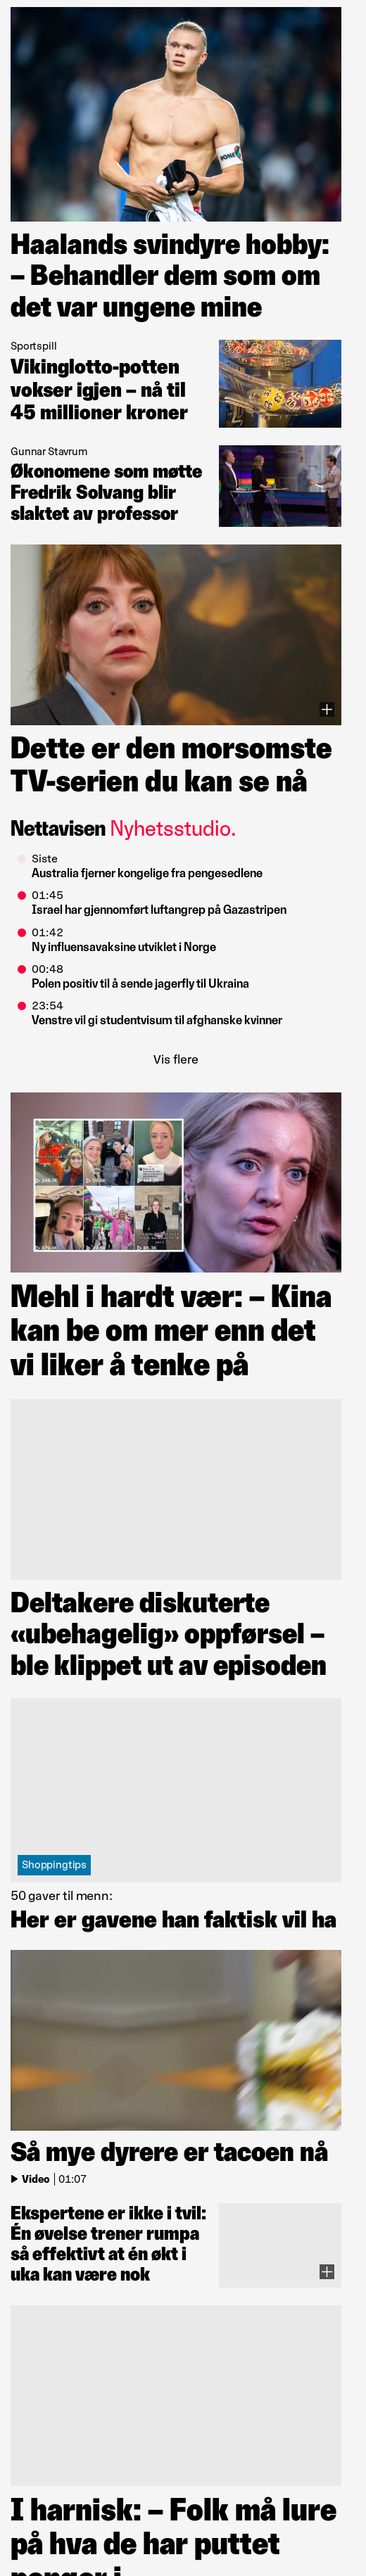 Haalands svindyre hobby:
– Behandler dem som om
det var ungene mine
Sportspill
Vikinglotto-potten
vokser igjen – nå til
45 millioner kroner
Gunnar Stavrum
Økonomene som møtte
Fredrik Solvang blir
slaktet av professor
Dette er den morsomste
TV-serien du kan se nå
Nettavisen Nyhetsstudio.
Siste
Australia fjerner kongelige fra pengesedlene
01:45
Israel har gjennomført luftangrep på Gazastripen
01:42
Ny influensavaksine utviklet i Norge
00:48
Polen positiv til å sende jagerfly til Ukraina
23:54
Venstre vil gi studentvisum til afghanske kvinner
Vis flere
Mehl i hardt vær: – Kina
kan be om mer enn det
vi liker å tenke på
Deltakere diskuterte
«ubehagelig» oppførsel –
ble klippet ut av episoden
Shoppingtips
50 gaver til menn:
Her er gavene han faktisk vil ha
Så mye dyrere er tacoen nå
Video 01:07
Ekspertene er ikke i tvil:
Én øvelse trener rumpa
så effektivt at én økt i
uka kan være nok
I harnisk: – Folk må lure
på hva de har puttet